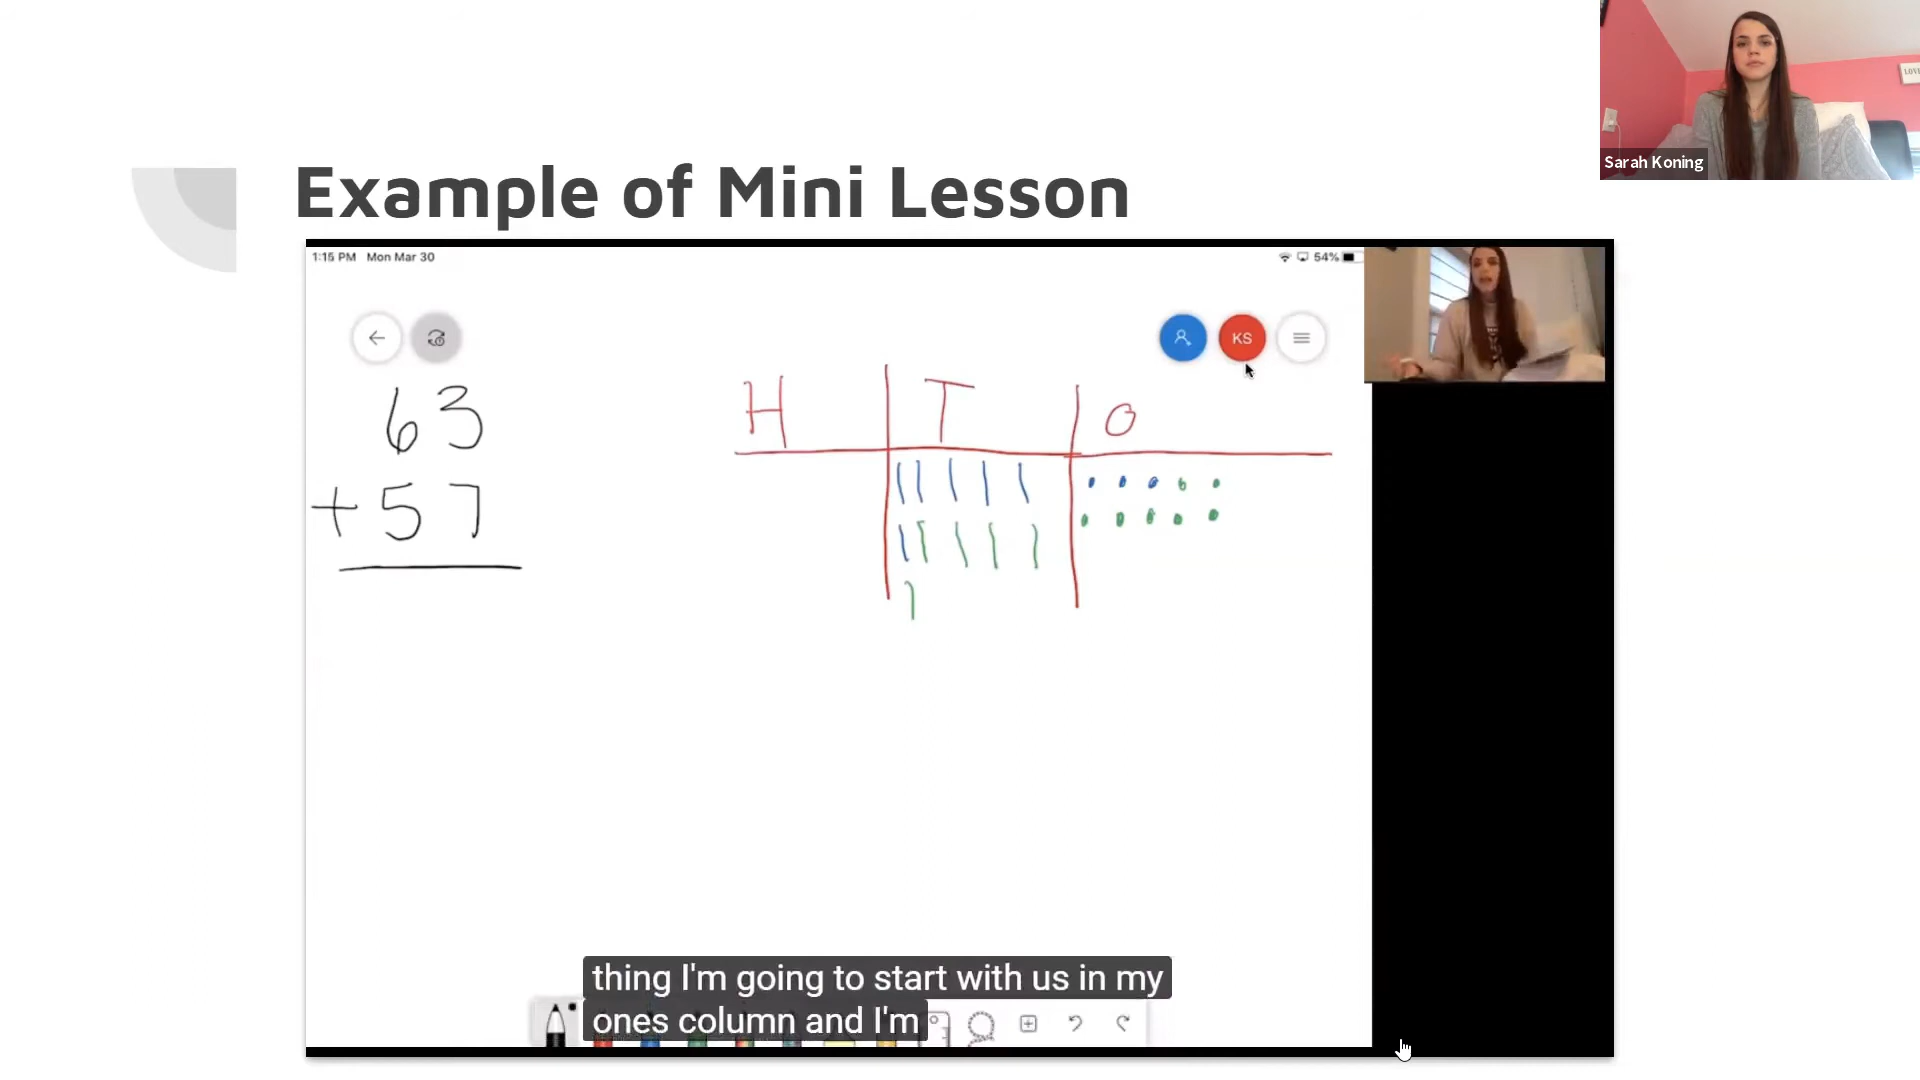 Sarah Koning
Example of Mini Lesson
1:15 PM Mon Mar 30
54%
KS
63
+57
H T O
thing I'm going to start with us in my
ones column and I'm